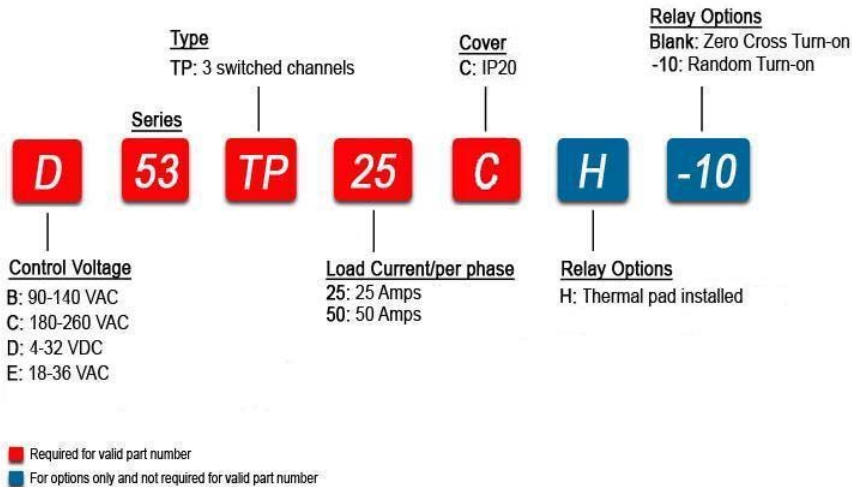 Relay Options
Blank: Zero Cross Turn-on
-10: Random Turn-on
Type
TP: 3 switched channels
Cover
C: IP20
Series
D 53 TP 25 C H -10
Control Voltage
B: 90-140 VAC
C: 180-260 VAC
D: 4-32 VDC
E: 18-36 VAC
Load Current/per phase
25: 25 Amps
50: 50 Amps
Relay Options
H: Thermal pad installed
Required for valid part number
For options only and not required for valid part number